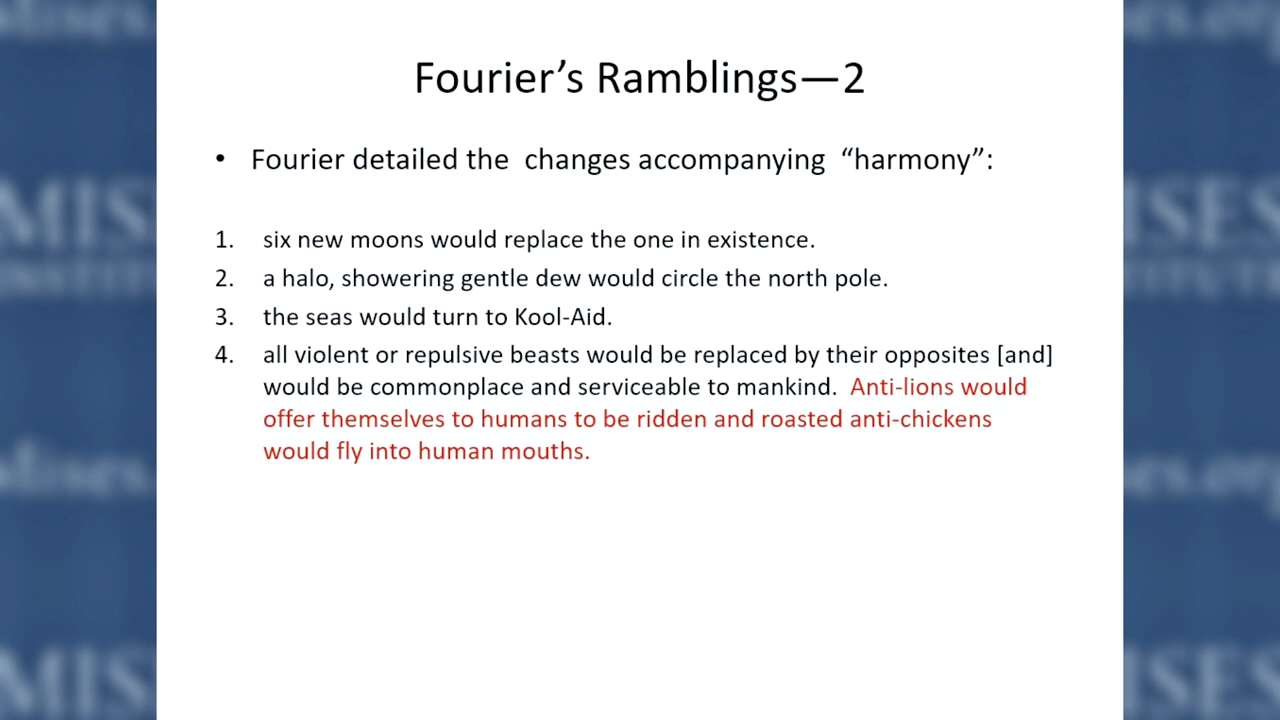 Fourier’s Ramblings—2
• Fourier detailed the changes accompanying “harmony”:
1. six new moons would replace the one in existence.
2. a halo, showering gentle dew would circle the north pole.
3. the seas would turn to Kool-Aid.
4. all violent or repulsive beasts would be replaced by their opposites [and]
would be commonplace and serviceable to mankind. Anti-lions would
offer themselves to humans to be ridden and roasted anti-chickens
would fly into human mouths.